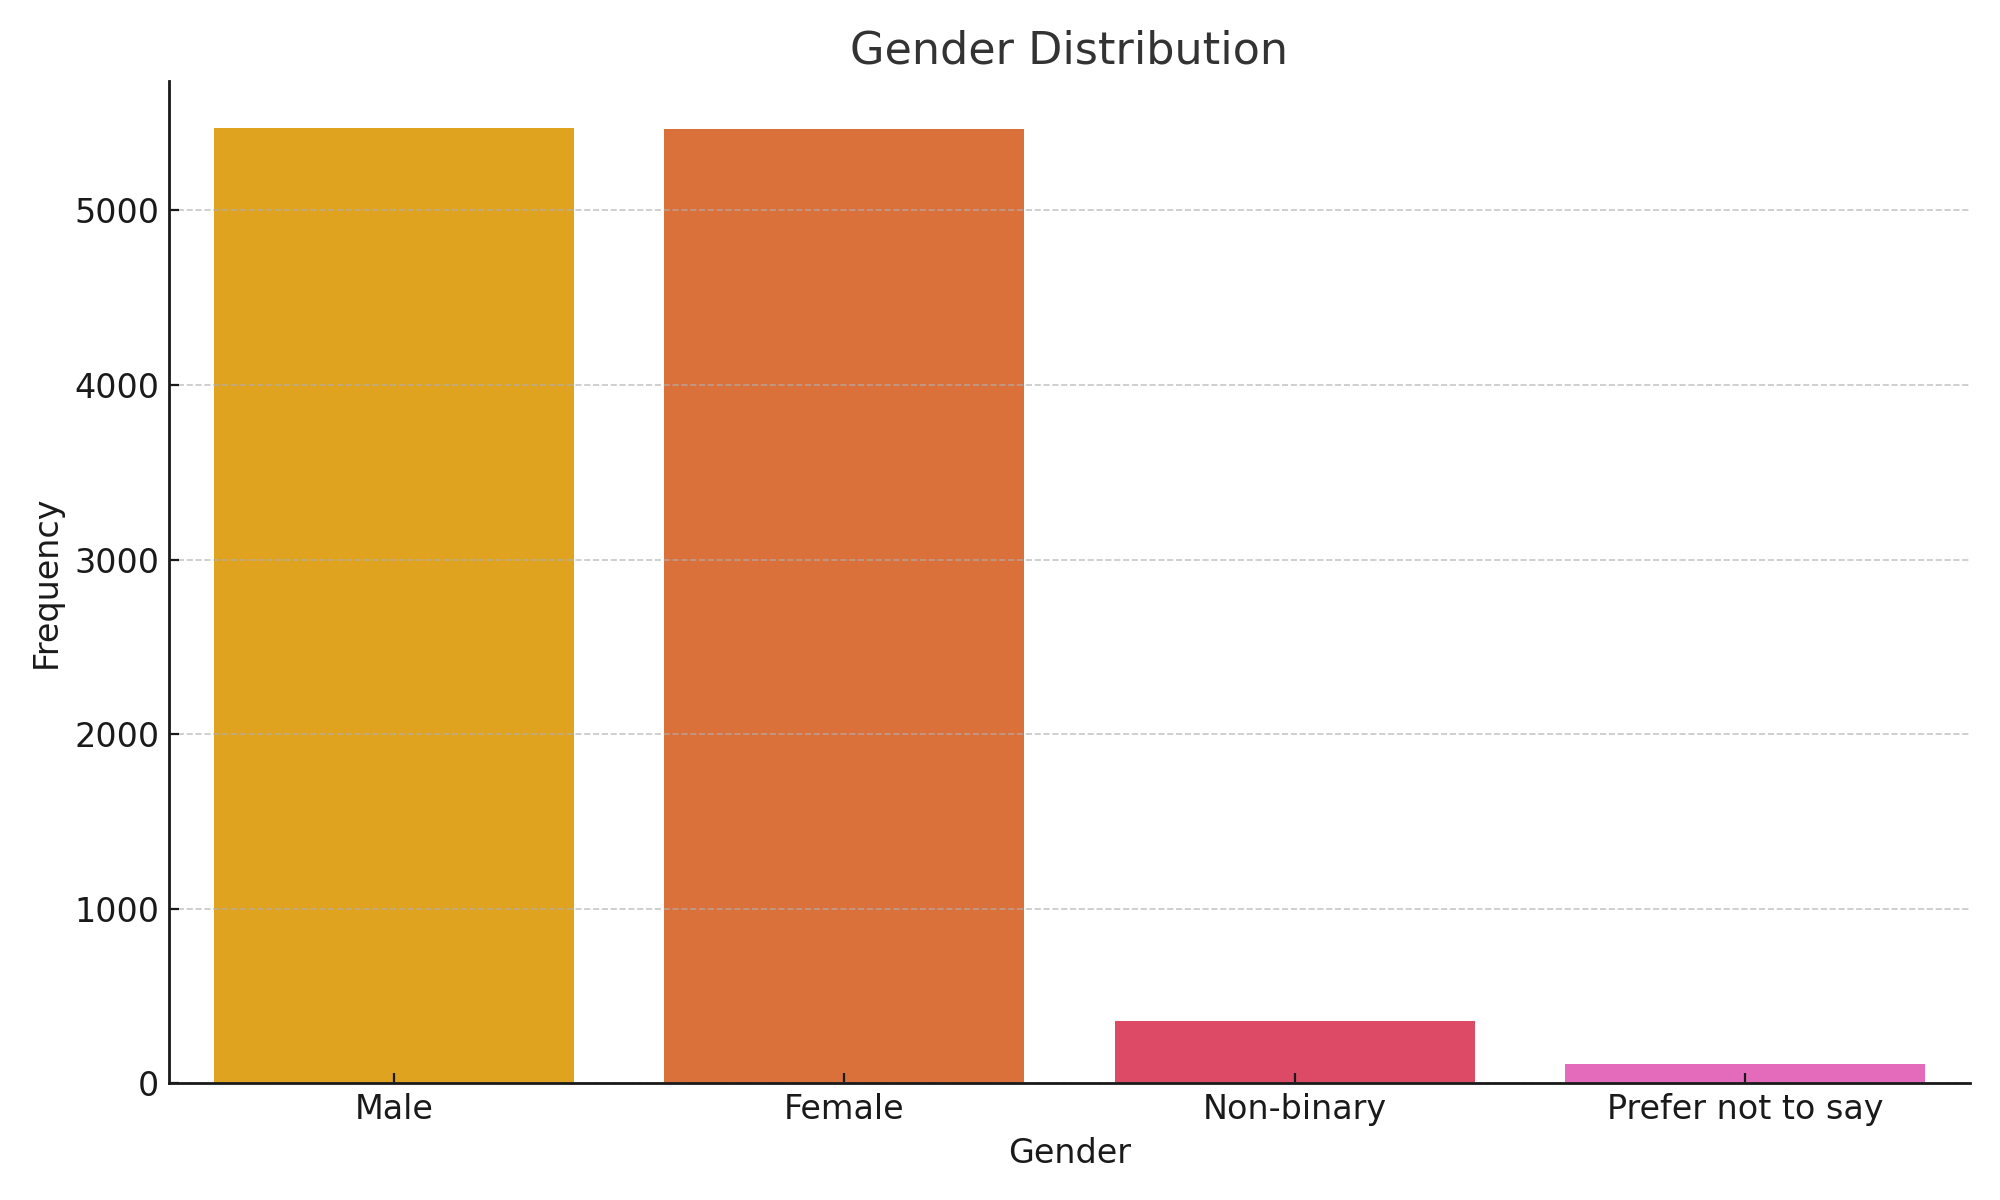 Gender Distribution
Frequency
5000
4000
3000
2000
1000
0
Male Female Non-binary Prefer not to say
Gender